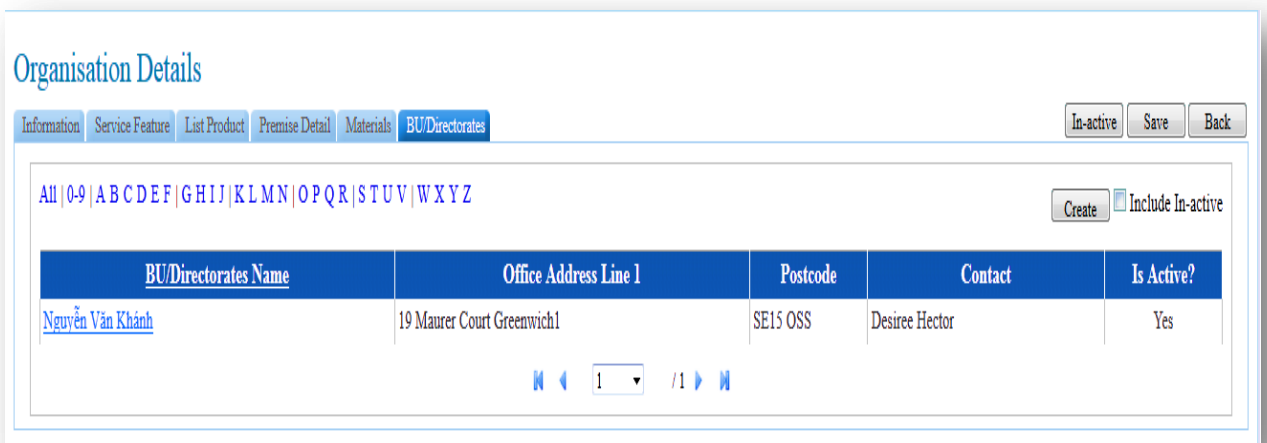 Organisation Details
Information Service Feature List Product Premise Detail Materials BU/Directorates In-active Save Back
All | 0-9 | A B C D E F | G H I J | K L M N | O P Q R | S T U V | W X Y Z Create Include In-active
BU/Directorates Name Office Address Line 1 Postcode Contact Is Active?
Nguyễn Văn Khánh 19 Maurer Court Greenwich1 SE15 OSS Desiree Hector Yes
1 / 1